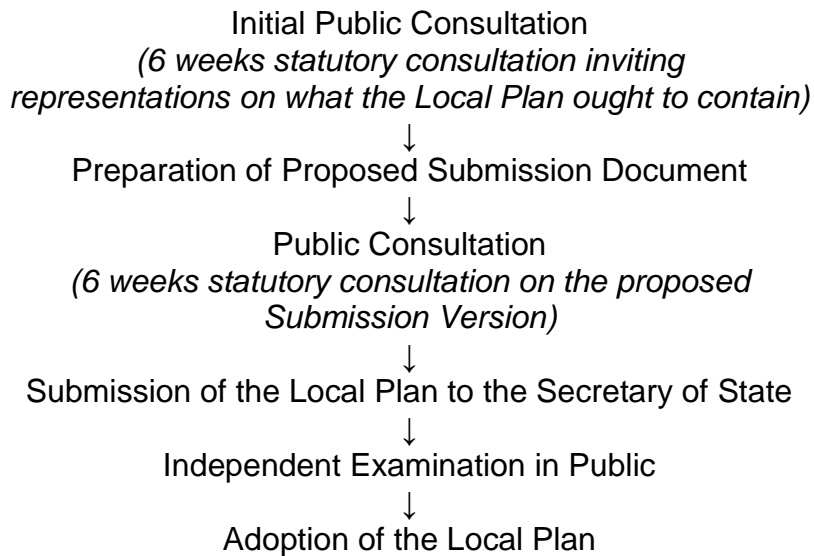 Initial Public Consultation
(6 weeks statutory consultation inviting
representations on what the Local Plan ought to contain)
↓
Preparation of Proposed Submission Document
↓
Public Consultation
(6 weeks statutory consultation on the proposed
Submission Version)
↓
Submission of the Local Plan to the Secretary of State
↓
Independent Examination in Public
↓
Adoption of the Local Plan